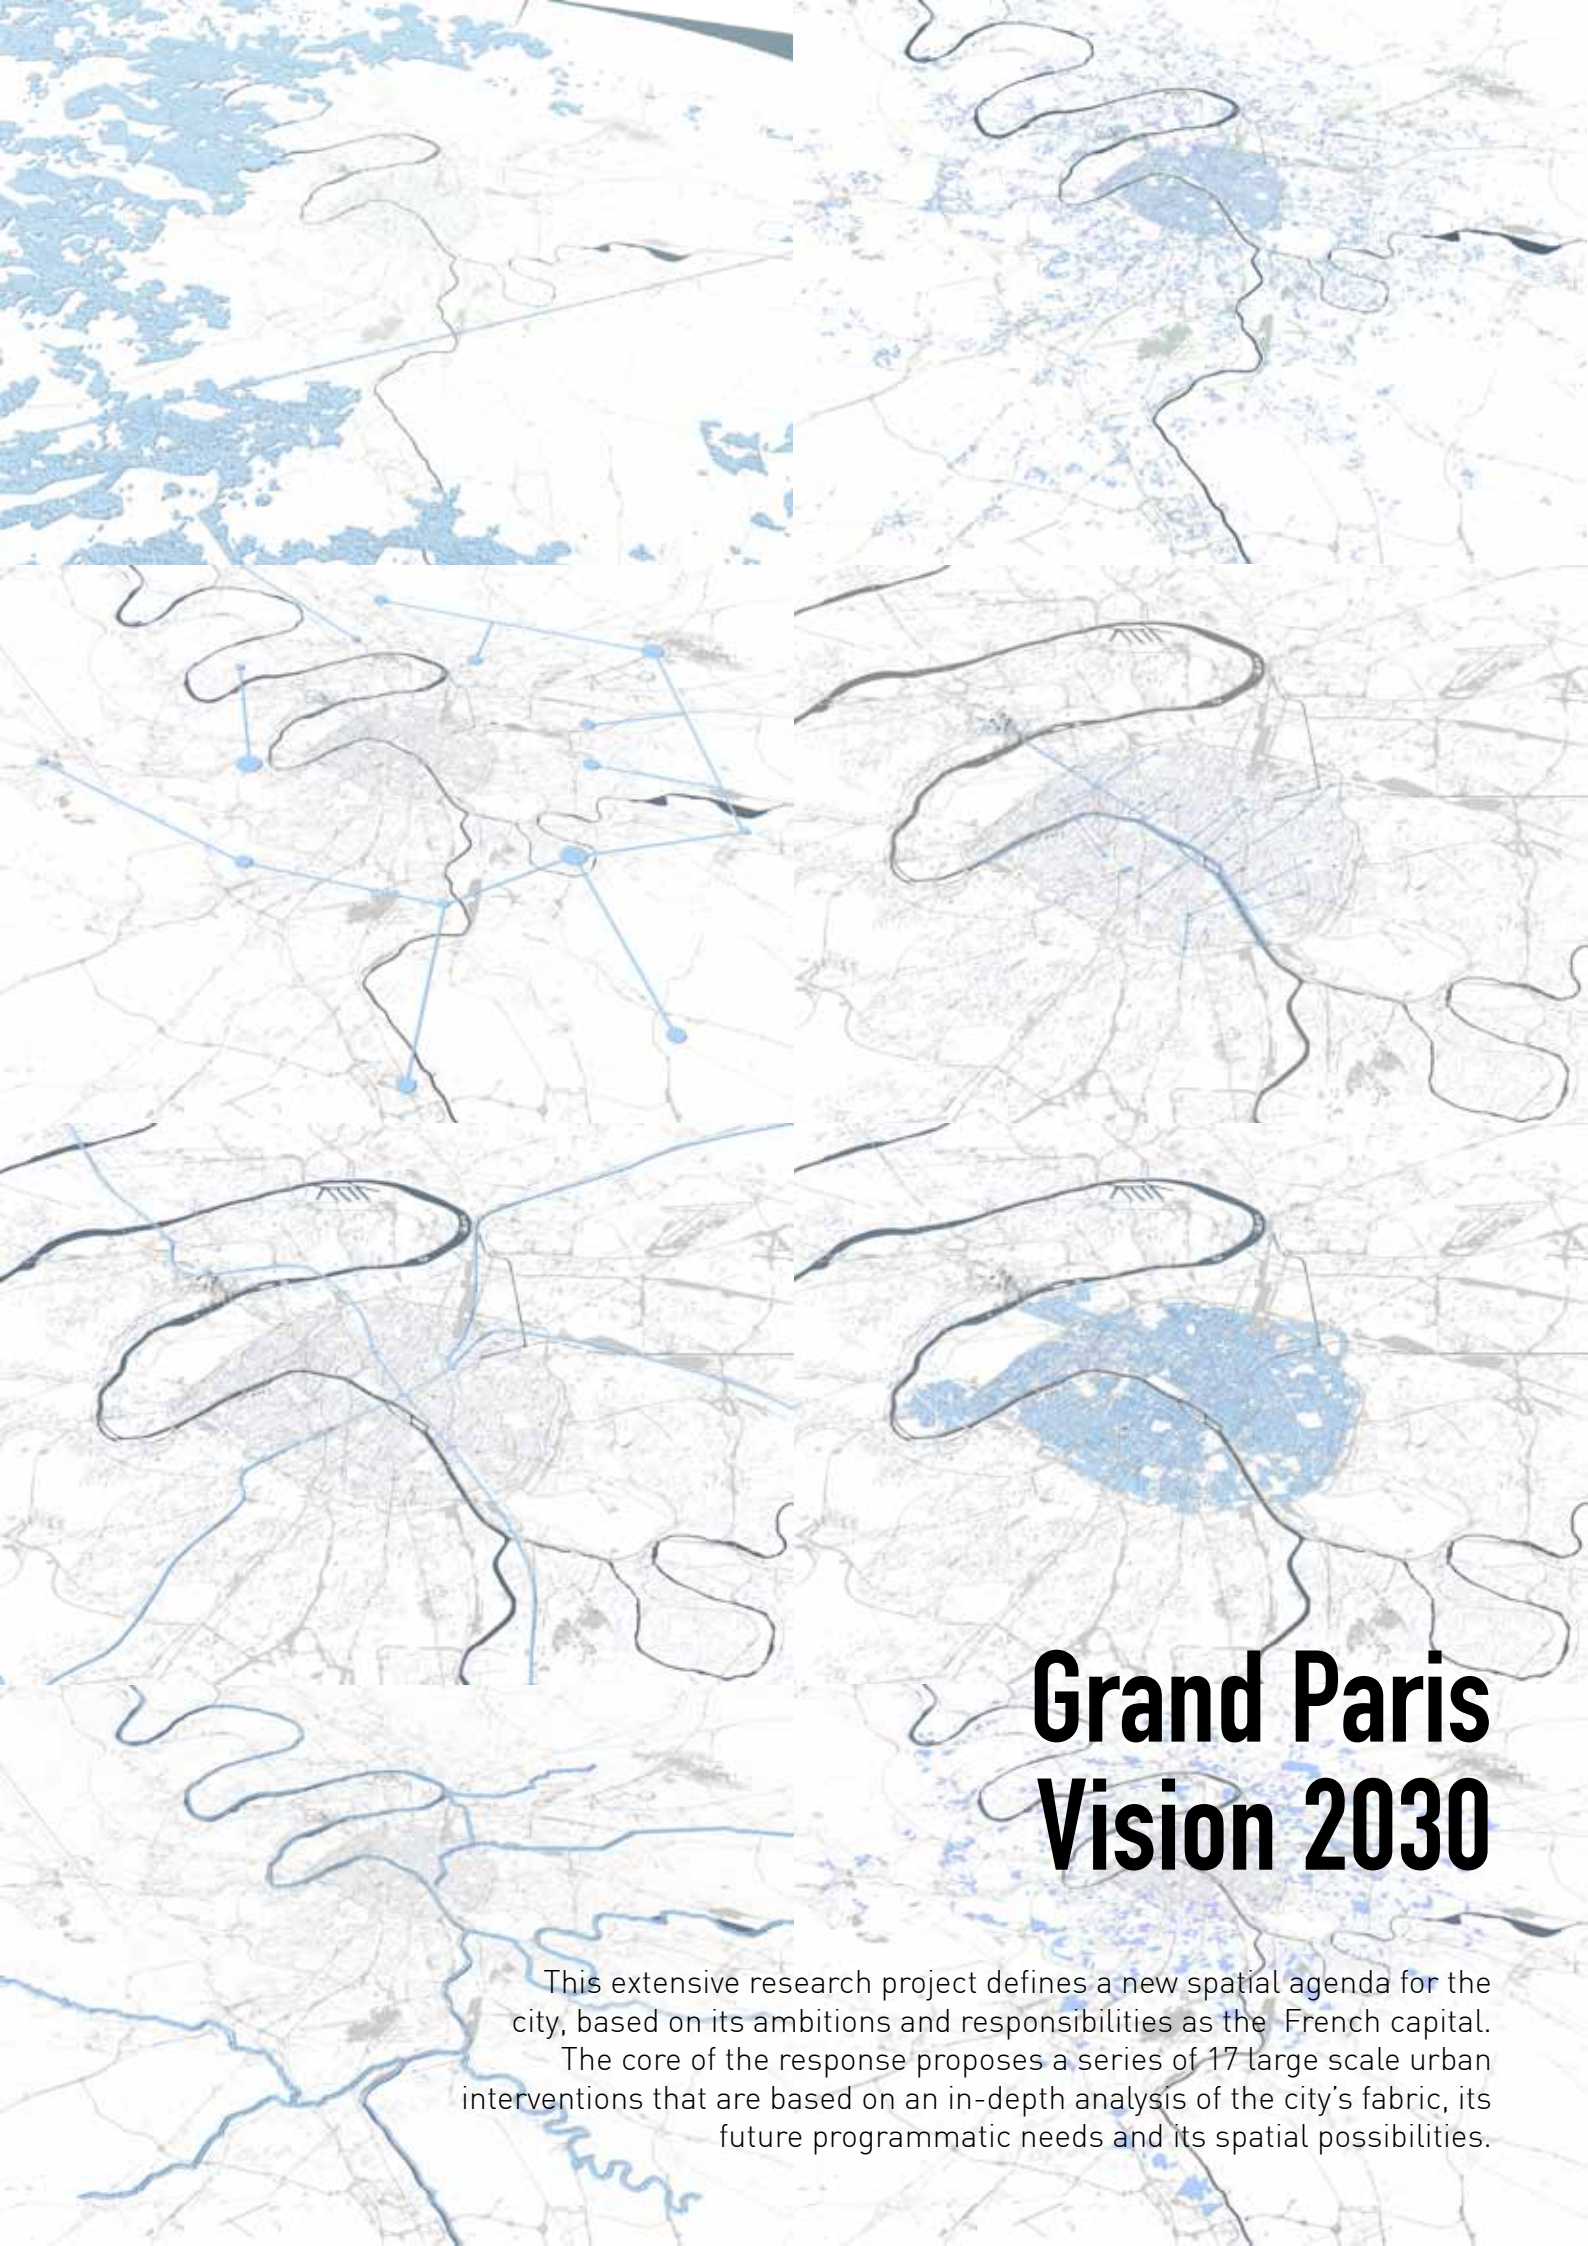 Grand Paris
Vision 2030
This extensive research project defines a new spatial agenda for the
city, based on its ambitions and responsibilities as the  French capital.
The core of the response proposes a series of 17 large scale urban
interventions that are based on an in-depth analysis of the city’s fabric, its
future programmatic needs and its spatial possibilities.